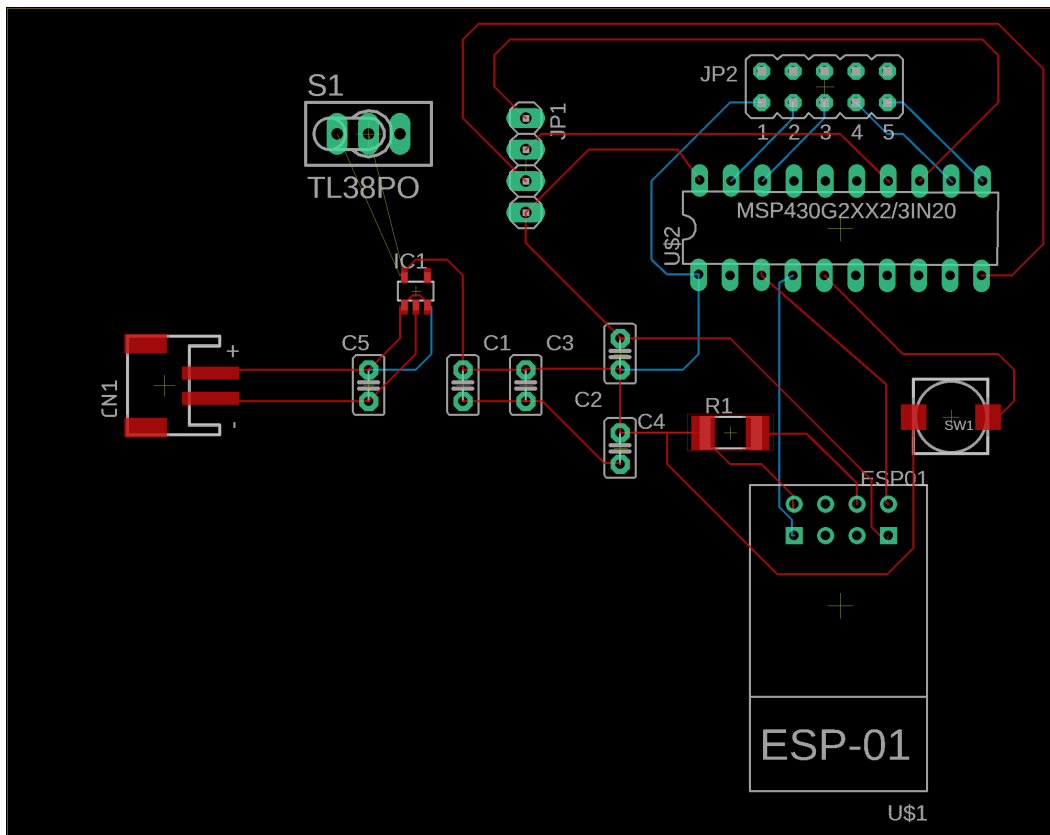 S1
TL38PO
JP1
JP2
1 2 3 4 5
MSP430G2XX2/3IN20
U$2
IC1
CN1
+
-
C5
C1
C3
C2
C4
R1
SW1
ESP01
ESP-01
U$1